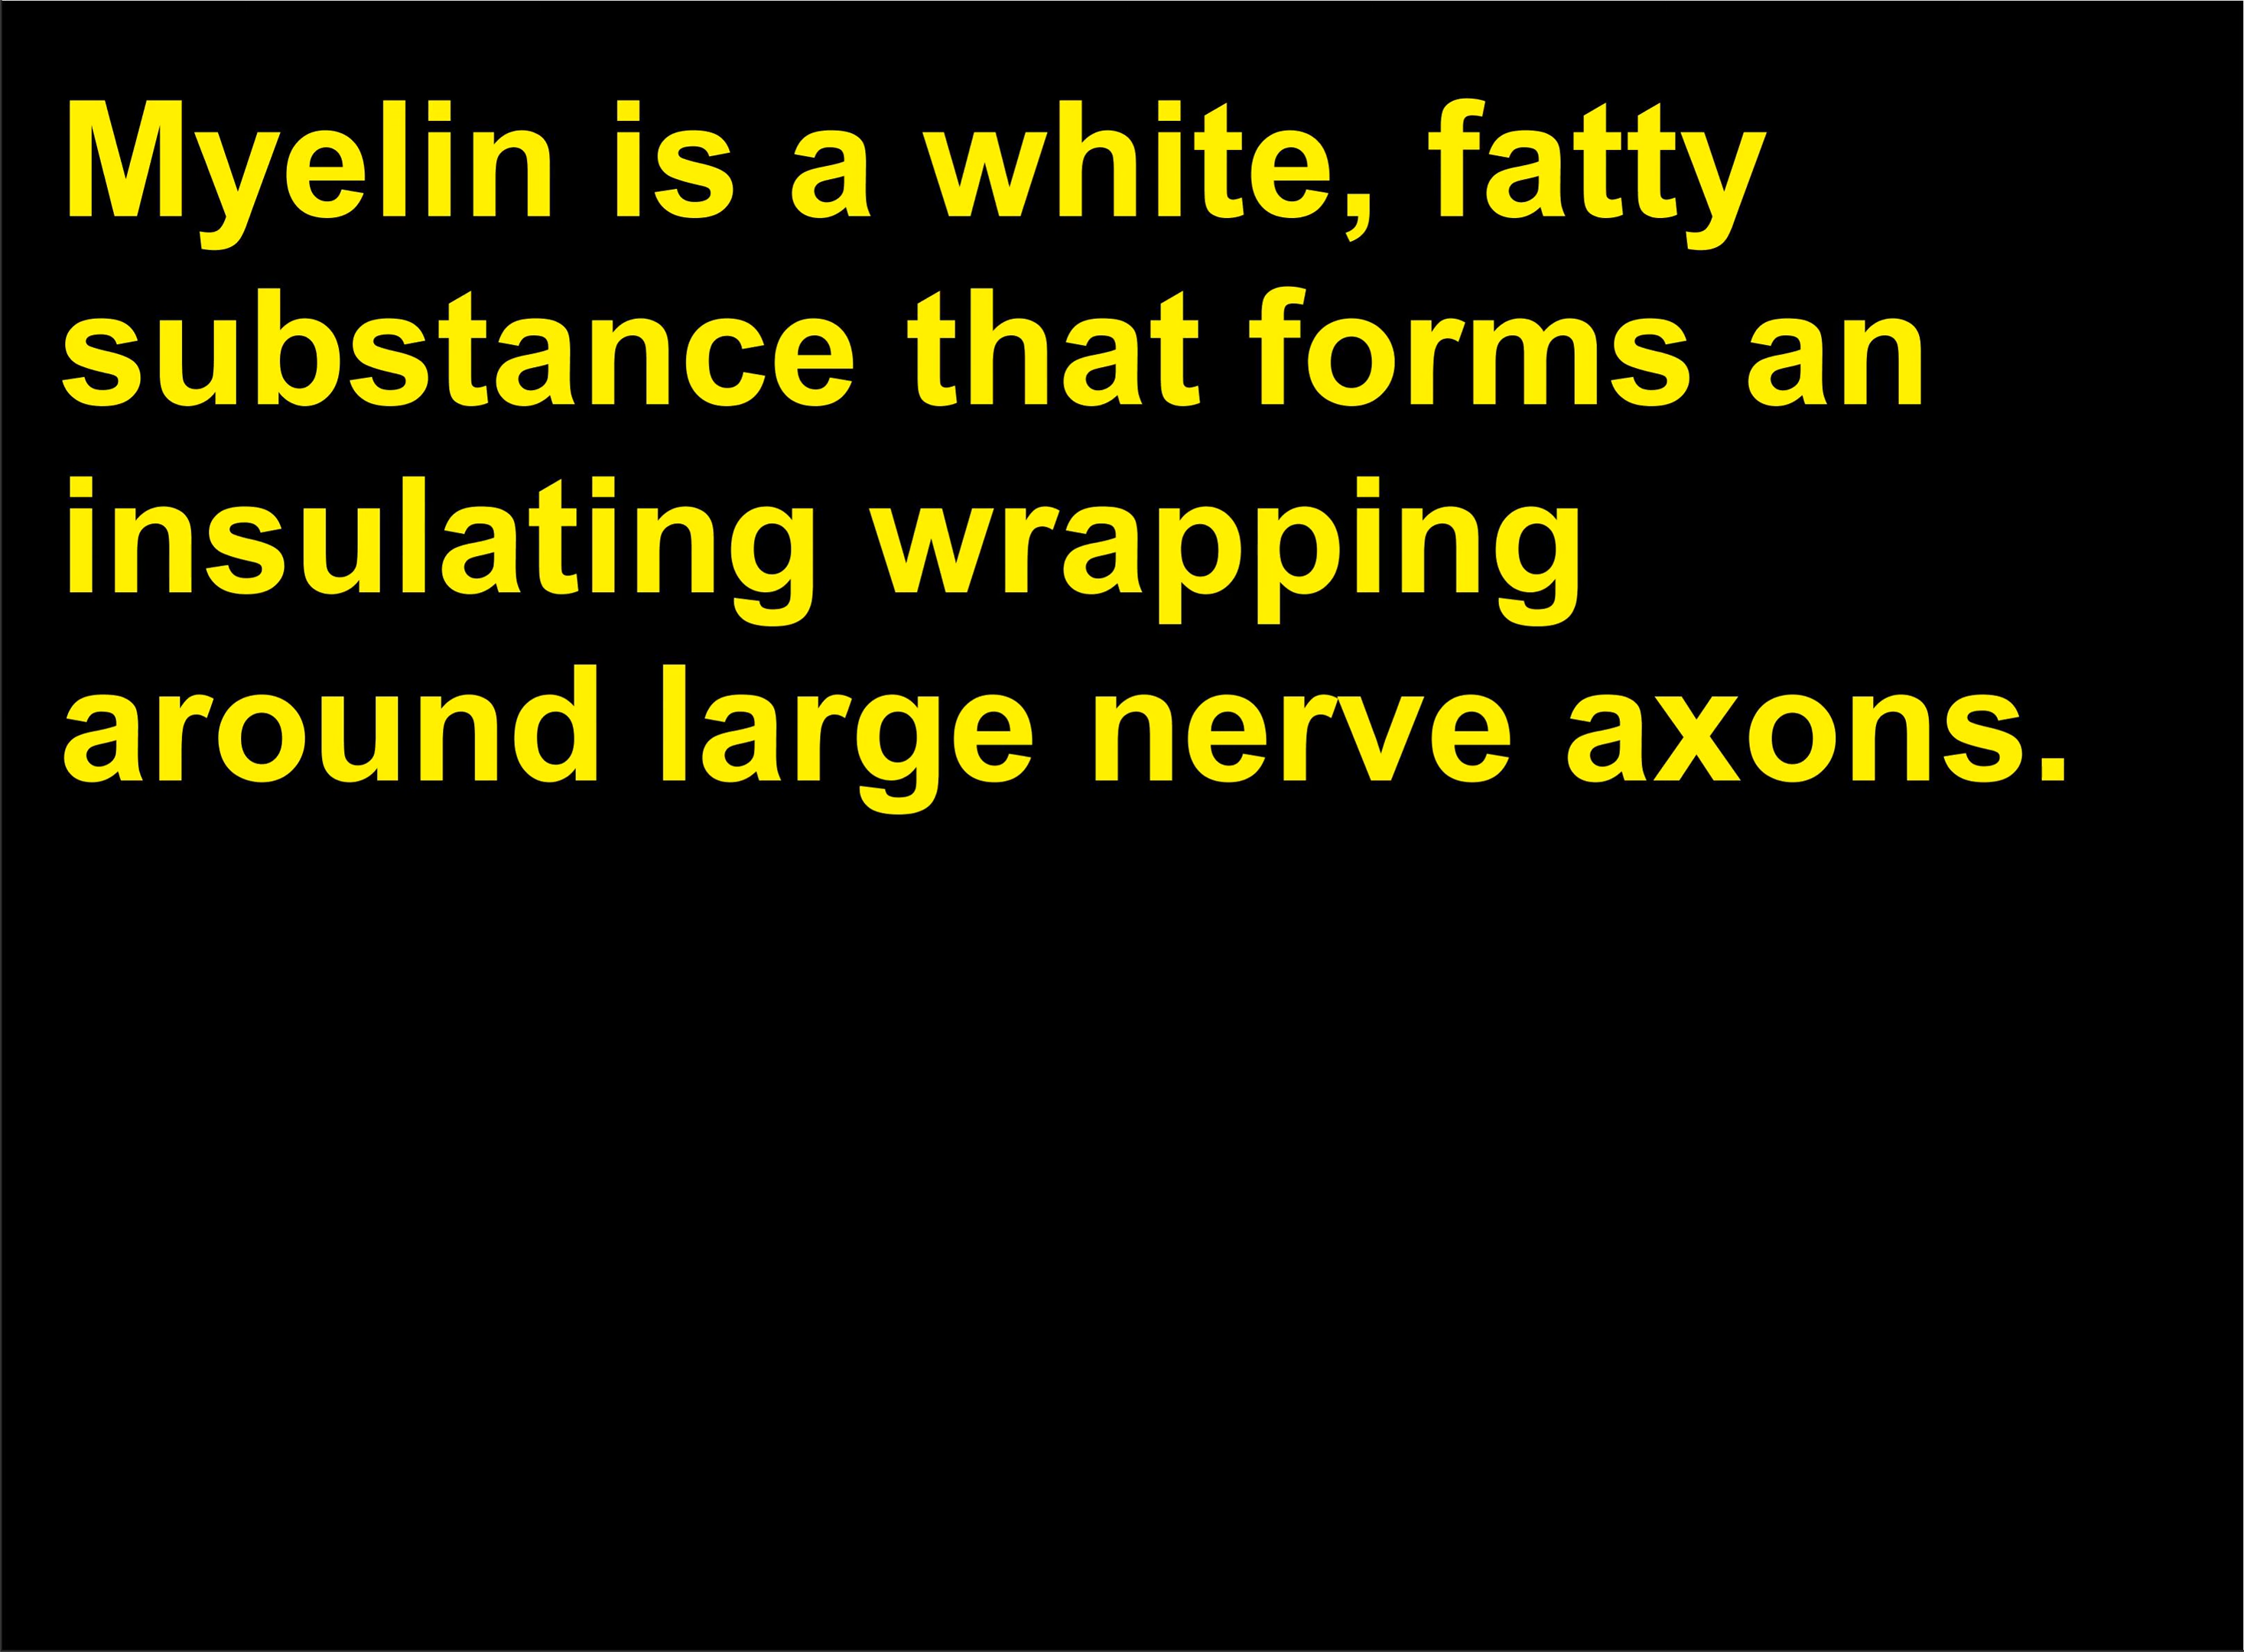 Myelin is a white, fatty
substance that forms an
insulating wrapping
around large nerve axons.